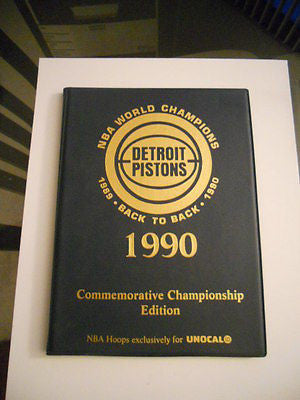 NBA WORLD CHAMPIONS
DETROIT
PISTONS
1989 • BACK TO BACK • 1990
1990
Commemorative Championship
Edition
NBA Hoops exclusively for UNOCAL 76